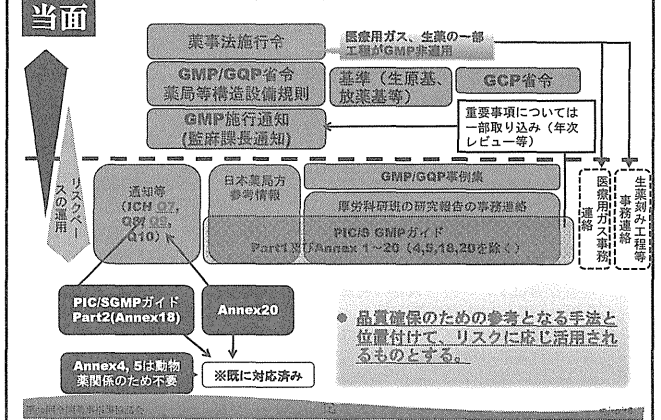 当面
薬事法施行令
医療用ガス、生薬の一部
工程がGMP非適用
GMP/GQP省令
薬局等構造設備規則
基準（生原基、
放薬基等）
GCP省令
GMP施行通知
(監麻課長通知)
重要事項については
一部取り込み（年次
レビュー等）
リスクベー
スの運用
通知等
（ICH Q7,
Q8, Q9,
Q10）
日本薬局方
参考情報
GMP/GQP事例集
厚労科研班の研究報告の事務連絡
PIC/S GMPガイド
Part1及びAnnex 1～20（4,5,18,20を除く）
医療用ガス事務
連絡
生薬刻み工程等
事務連絡
PIC/SGMPガイド
Part2(Annex18)
Annex20
Annex4, 5は動物
薬関係のため不要
※既に対応済み
● 品質確保のための参考となる手法と
位置付けて、リスクに応じ活用され
るものとする。
12